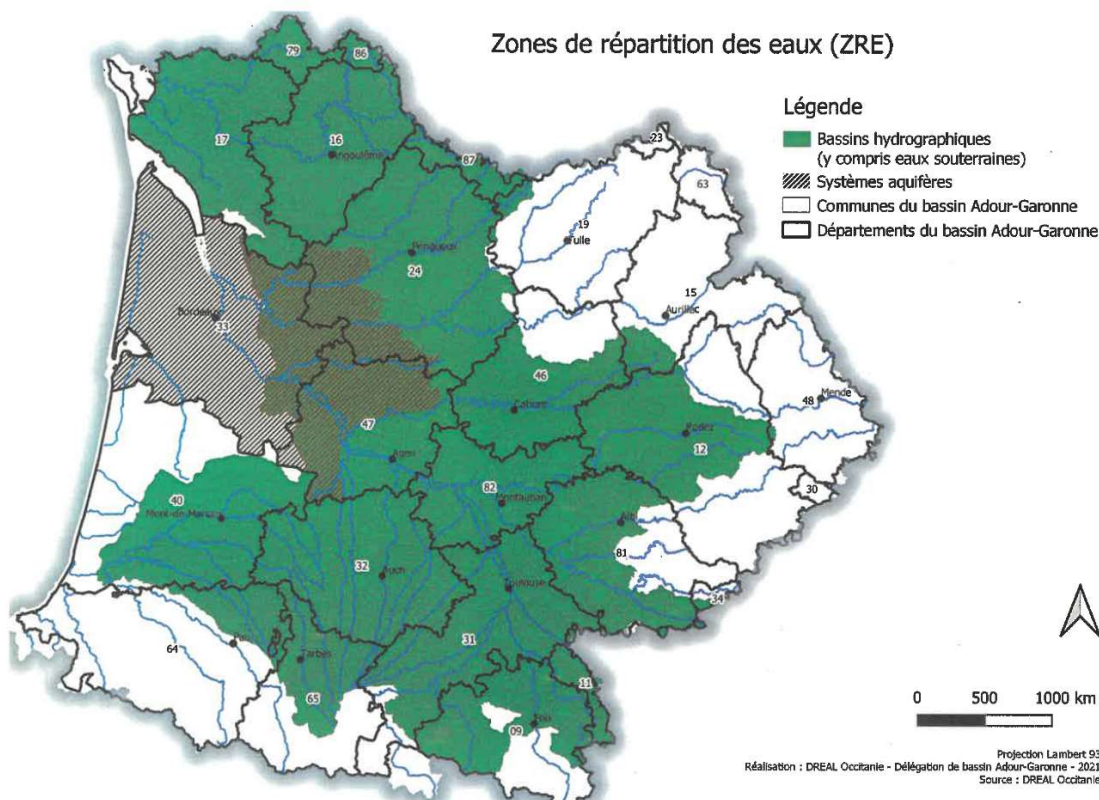 Zones de répartition des eaux (ZRE)
Légende
Bassins hydrographiques
(y compris eaux souterraines)
Systèmes aquifères
Communes du bassin Adour-Garonne
Départements du bassin Adour-Garonne
79
86
17
16
Angoulême
87
23
63
19
Tulle
Périgueux
24
15
Aurillac
Bordeaux
33
46
Cahors
Mende
48
Rodez
12
47
Agen
82
Montauban
30
40
Mont-de-Marsan
Albi
81
32
Auch
Toulouse
34
64
Pau
Tarbes
31
65
11
Foix
09
0 500 1000 km
Projection Lambert 93
Réalisation : DREAL Occitanie - Délégation de bassin Adour-Garonne - 2021
Source : DREAL Occitanie